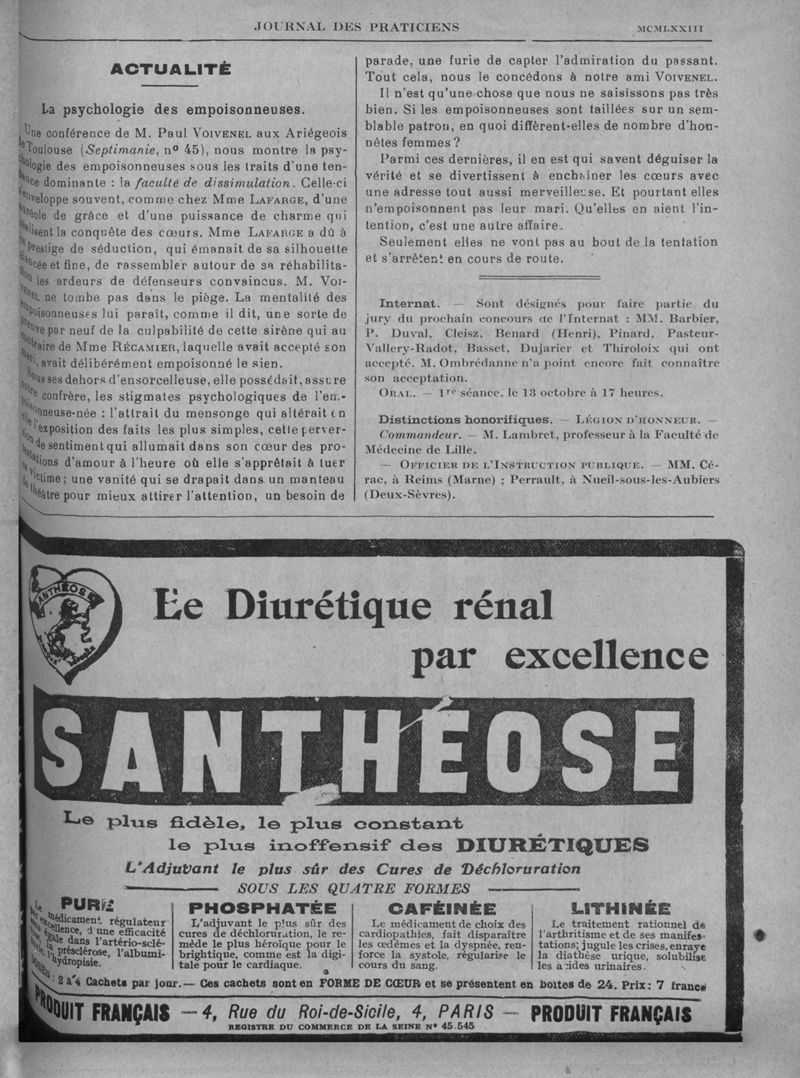 JOURNAL DES PRATICIENS
MCMLXXIII
ACTUALITÉ
La psychologie des empoisonneuses.
Une conférence de M. Paul VOIVENEL aux Ariégeois
de Toulouse (Septimanie, nº 45), nous montre la psy-
chologie des empoisonneuses sous les traits d'une ten-
dance dominante : la faculté de dissimulation. Celle-ci
s'enveloppe souvent, comme chez Mme LAFARGE, d'une
auréole de grâce et d'une puissance de charme qui
réalisent la conquête des cœurs. Mme LAFARGE a dû à
ce prestige de séduction, qui émanait de sa silhouette
élancée et fine, de rassembler autour de sa réhabilita-
tion les ardeurs de défenseurs convaincus. M. VOI-
VENEL ne tombe pas dans le piège. La mentalité des
empoisonneuses lui paraît, comme il dit, une sorte de
preuve par neuf de la culpabilité de cette sirène qui au
contraire de Mme RÉCAMIER, laquelle avait accepté son
mari, avait délibérément empoisonné le sien.
Sous ses dehors d'ensorcelleuse, elle possédait, assure
notre confrère, les stigmates psychologiques de l'em-
poisonneuse-née : l'attrait du mensonge qui altérait en
elle l'exposition des faits les plus simples, cette perver-
sion de sentiment qui allumait dans son cœur des pro-
testations d'amour à l'heure où elle s'apprêtait à tuer
la victime ; une vanité qui se drapait dans un manteau
de théâtre pour mieux attirer l'attention, un besoin de
parade, une furie de capter l'admiration du passant.
Tout cela, nous le concédons à notre ami VOIVENEL.
Il n'est qu'une chose que nous ne saisissons pas très
bien. Si les empoisonneuses sont taillées sur un sem-
blable patron, en quoi diffèrent-elles de nombre d'hon-
nêtes femmes ?
Parmi ces dernières, il en est qui savent déguiser la
vérité et se divertissent à enchaîner les cœurs avec
une adresse tout aussi merveilleuse. Et pourtant elles
n'empoisonnent pas leur mari. Qu'elles en aient l'in-
tention, c'est une autre affaire.
Seulement elles ne vont pas au bout de la tentation
et s'arrêtent en cours de route.
Internat. — Sont désignés pour faire partie du
jury du prochain concours de l'Internat : MM. Barbier,
P. Duval, Cleisz, Benard (Henri), Pinard, Pasteur-
Vallery-Radot, Basset, Dujarier et Thiroloix qui ont
accepté. M. Ombrédanne n'a point encore fait connaître
son acceptation.
ORAL. — 1re séance, le 13 octobre à 17 heures.
Distinctions honorifiques. — LÉGION D'HONNEUR. —
Commandeur. — M. Lambret, professeur à la Faculté de
Médecine de Lille.
— OFFICIER DE L'INSTRUCTION PUBLIQUE. — MM. Cé-
rac, à Reims (Marne) ; Perrault, à Nueil-sous-les-Aubiers
(Deux-Sèvres).
SANTHÉOSE
Le Diurétique rénal
par excellence
SANTHÉOSE
Le plus fidèle, le plus constant
le plus inoffensif des DIURÉTIQUES
L'Adjuvant le plus sûr des Cures de Déchloruration
SOUS LES QUATRE FORMES
PURE
médicament régulateur
excellence, d'une efficacité
dans l'artério-sclé-
présclérose, l'albumi-
hydropisie.
PHOSPHATÉE
L'adjuvant le plus sûr des
cures de déchloruration, le re-
mède le plus héroïque pour le
brightique, comme est la digi-
tale pour le cardiaque.
CAFÉINÉE
Le médicament de choix des
cardiopathies, fait disparaître
les œdèmes et la dyspnée, ren-
force la systole, régularise le
cours du sang.
LITHINÉE
Le traitement rationnel de
l'arthritisme et de ses manifes-
tations; jugule les crises, enraye
la diathèse urique, solubilise
les acides urinaires.
: 2 à 4 Cachets par jour. — Ces cachets sont en FORME DE CŒUR et se présentent en boîtes de 24. Prix : 7 francs
PRODUIT FRANÇAIS — 4, Rue du Roi-de-Sicile, 4, PARIS — PRODUIT FRANÇAIS
REGISTRE DU COMMERCE DE LA SEINE Nº 45.545